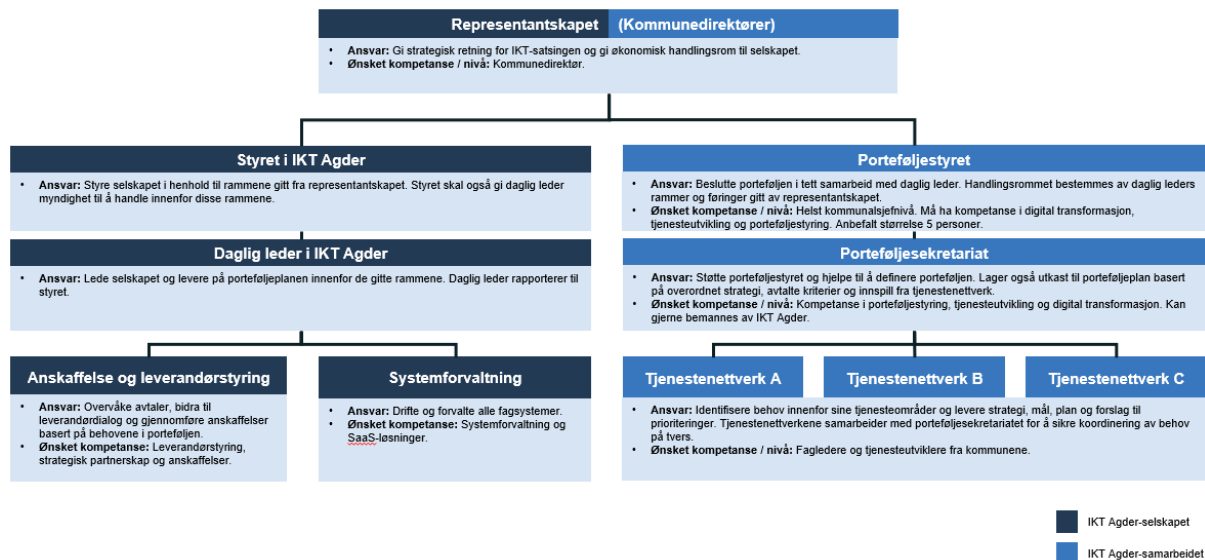 Representantskapet (Kommunedirektører)
• Ansvar: Gi strategisk retning for IKT-satsingen og gi økonomisk handlingsrom til selskapet.
• Ønsket kompetanse / nivå: Kommunedirektør.
Styret i IKT Agder
• Ansvar: Styre selskapet i henhold til rammene gitt fra representantskapet. Styret skal også gi daglig leder
myndighet til å handle innenfor disse rammene.
Porteføljestyret
• Ansvar: Beslutte porteføljen i tett samarbeid med daglig leder. Handlingsrommet bestemmes av daglig leders
rammer og føringer gitt av representantskapet.
• Ønsket kompetanse / nivå: Helst kommunalsjefnivå. Må ha kompetanse i digital transformasjon,
tjenesteutvikling og porteføljestyring. Anbefalt størrelse 5 personer.
Daglig leder i IKT Agder
• Ansvar: Lede selskapet og levere på porteføljeplanen innenfor de gitte rammene. Daglig leder rapporterer til
styret.
Porteføljesekretariat
• Ansvar: Støtte porteføljestyret og hjelpe til å definere porteføljen. Lager også utkast til porteføljeplan basert
på overordnet strategi, avtalte kriterier og innspill fra tjenestenettverk.
• Ønsket kompetanse / nivå: Kompetanse i porteføljestyring, tjenesteutvikling og digital transformasjon. Kan
gjerne bemannes av IKT Agder.
Anskaffelse og leverandørstyring
• Ansvar: Overvåke avtaler, bidra til
leverandørdialog og gjennomføre anskaffelser
basert på behovene i porteføljen.
• Ønsket kompetanse: Leverandørstyring,
strategisk partnerskap og anskaffelser.
Systemforvaltning
• Ansvar: Drifte og forvalte alle fagsystemer.
• Ønsket kompetanse: Systemforvaltning og
SaaS-løsninger.
Tjenestenettverk A
Tjenestenettverk B
Tjenestenettverk C
• Ansvar: Identifisere behov innenfor sine tjenesteområder og levere strategi, mål, plan og forslag til
prioriteringer. Tjenestenettverkene samarbeider med porteføljesekretariatet for å sikre koordinering av behov
på tvers.
• Ønsket kompetanse / nivå: Fagledere og tjenesteutviklere fra kommunene.
IKT Agder-selskapet
IKT Agder-samarbeidet